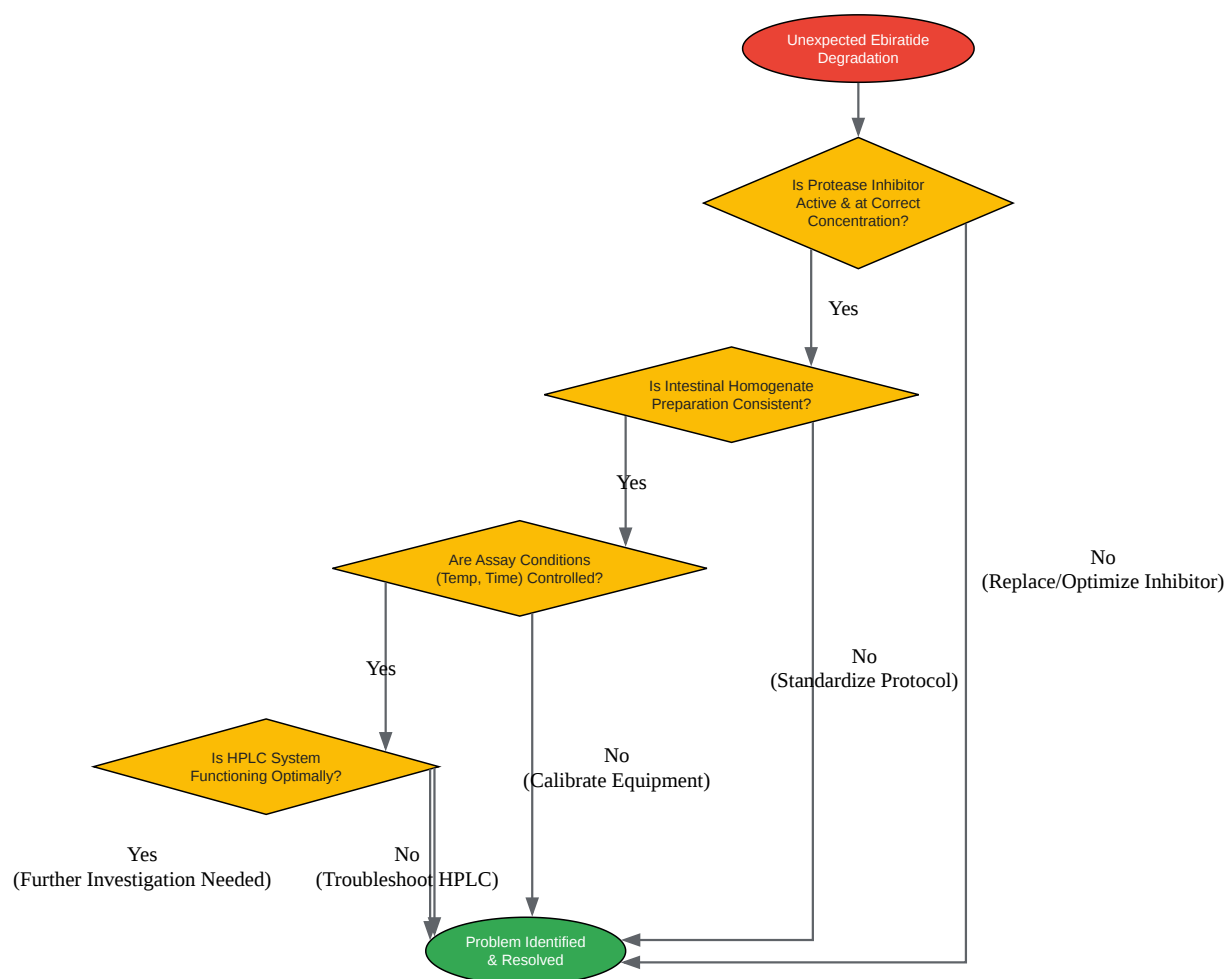 Unexpected Ebiratide
Degradation
Is Protease Inhibitor
Active & at Correct
Concentration?
Yes
Is Intestinal Homogenate
Preparation Consistent?
Yes
Are Assay Conditions
(Temp, Time) Controlled?
No
(Replace/Optimize Inhibitor)
No
(Standardize Protocol)
Yes
Is HPLC System
Functioning Optimally?
No
(Calibrate Equipment)
Yes
(Further Investigation Needed)
No
(Troubleshoot HPLC)
Problem Identified
& Resolved